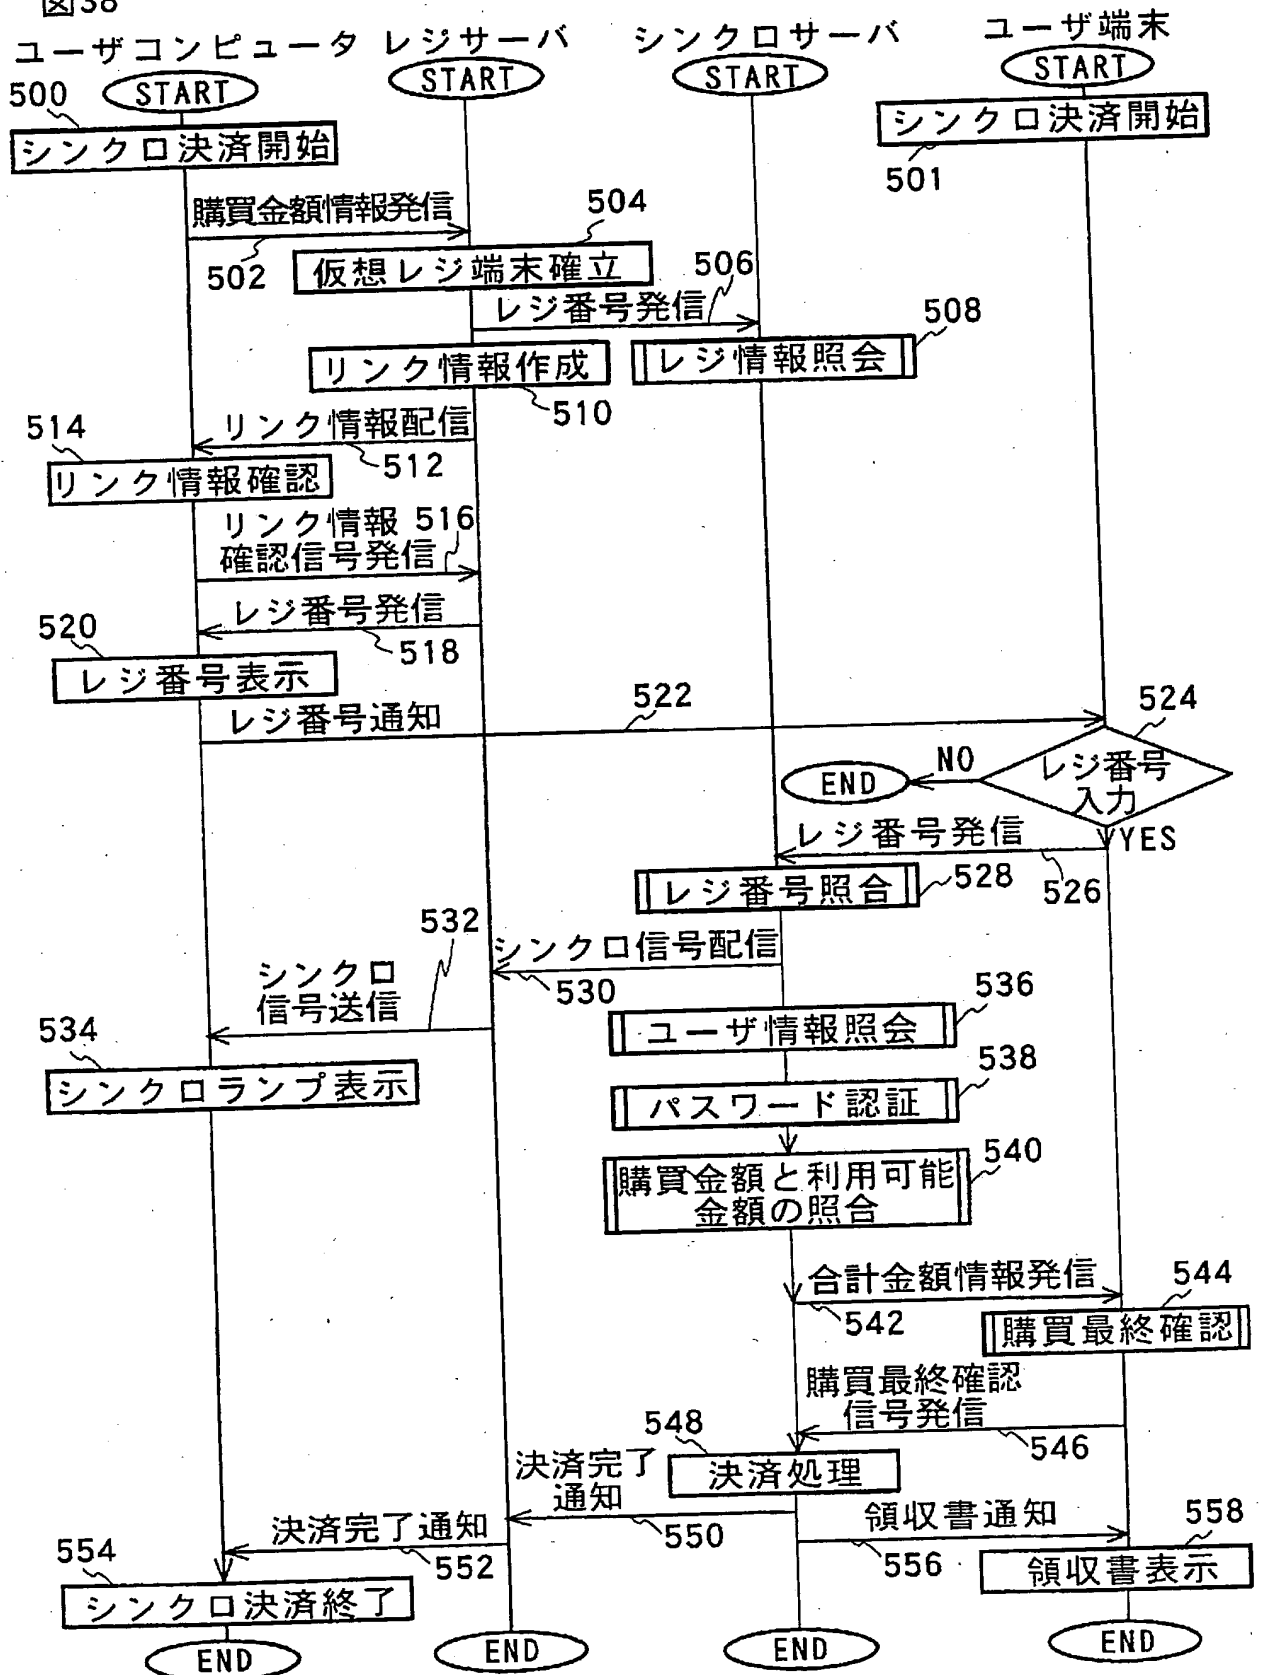 図38
ユーザコンピュータ レジサーバ シンクロサーバ ユーザ端末
START START START START
500
シンクロ決済開始
シンクロ決済開始
501
購買金額情報発信
502
504
仮想レジ端末確立
506
レジ番号発信
508
リンク情報作成
レジ情報照会
510
514
リンク情報配信
512
リンク情報確認
リンク情報 516
確認信号発信
レジ番号発信
518
520
レジ番号表示
レジ番号通知
522
524
レジ番号
入力
NO
END
YES
レジ番号発信
526
レジ番号照合
528
532
シンクロ信号配信
530
シンクロ
信号送信
534
シンクロランプ表示
536
ユーザ情報照会
538
パスワード認証
540
購買金額と利用可能
金額の照合
合計金額情報発信
542
544
購買最終確認
購買最終確認
信号発信
546
548
決済処理
決済完了
通知
550
決済完了通知
552
554
シンクロ決済終了
領収書通知
556
558
領収書表示
END END END END